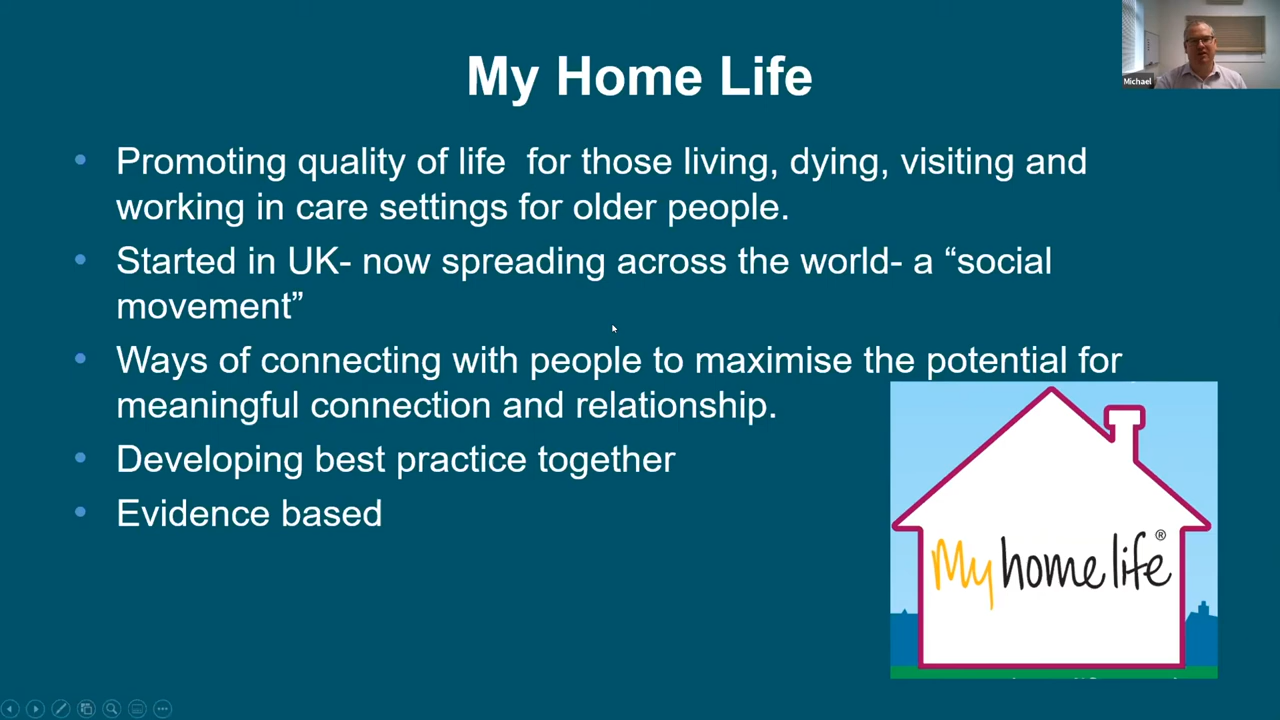 My Home Life
Michael
• Promoting quality of life for those living, dying, visiting and
working in care settings for older people.
• Started in UK- now spreading across the world- a “social
movement”
• Ways of connecting with people to maximise the potential for
meaningful connection and relationship.
• Developing best practice together
• Evidence based
My home life ®